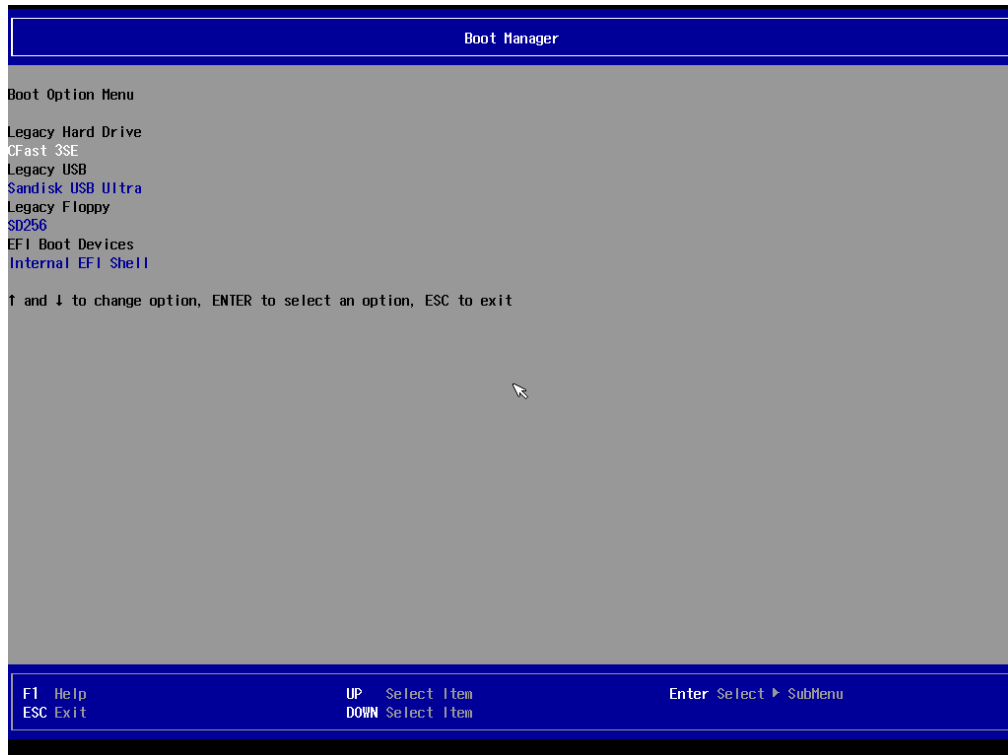 Boot Manager
Boot Option Menu
Legacy Hard Drive
CFast 3SE
Legacy USB
Sandisk USB Ultra
Legacy Floppy
SD256
EFI Boot Devices
Internal EFI Shell
↑ and ↓ to change option, ENTER to select an option, ESC to exit
F1 Help UP Select Item Enter Select ▶ SubMenu
ESC Exit DOWN Select Item